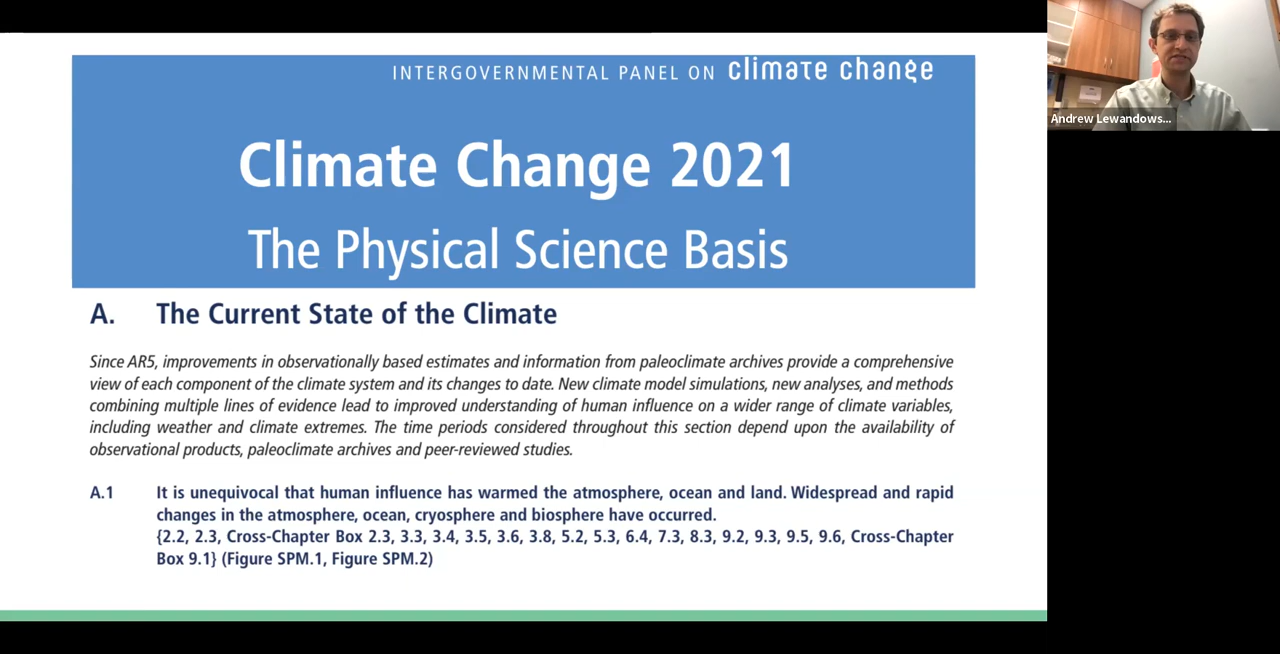 INTERGOVERNMENTAL PANEL ON climate change
Climate Change 2021
The Physical Science Basis
A. The Current State of the Climate
Since AR5, improvements in observationally based estimates and information from paleoclimate archives provide a comprehensive
view of each component of the climate system and its changes to date. New climate model simulations, new analyses, and methods
combining multiple lines of evidence lead to improved understanding of human influence on a wider range of climate variables,
including weather and climate extremes. The time periods considered throughout this section depend upon the availability of
observational products, paleoclimate archives and peer-reviewed studies.
A.1 It is unequivocal that human influence has warmed the atmosphere, ocean and land. Widespread and rapid
changes in the atmosphere, ocean, cryosphere and biosphere have occurred.
{2.2, 2.3, Cross-Chapter Box 2.3, 3.3, 3.4, 3.5, 3.6, 3.8, 5.2, 5.3, 6.4, 7.3, 8.3, 9.2, 9.3, 9.5, 9.6, Cross-Chapter
Box 9.1} (Figure SPM.1, Figure SPM.2)
Andrew Lewandows...